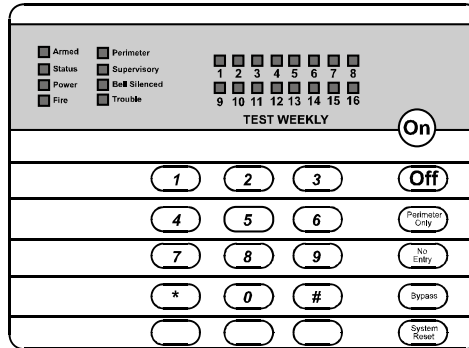 Armed Perimeter
Status Supervisory
Power Bell Silenced
Fire Trouble
1 2 3 4 5 6 7 8
9 10 11 12 13 14 15 16
TEST WEEKLY
On
1 2 3 Off
4 5 6 Perimeter Only
7 8 9 No Entry
* 0 # Bypass
System Reset